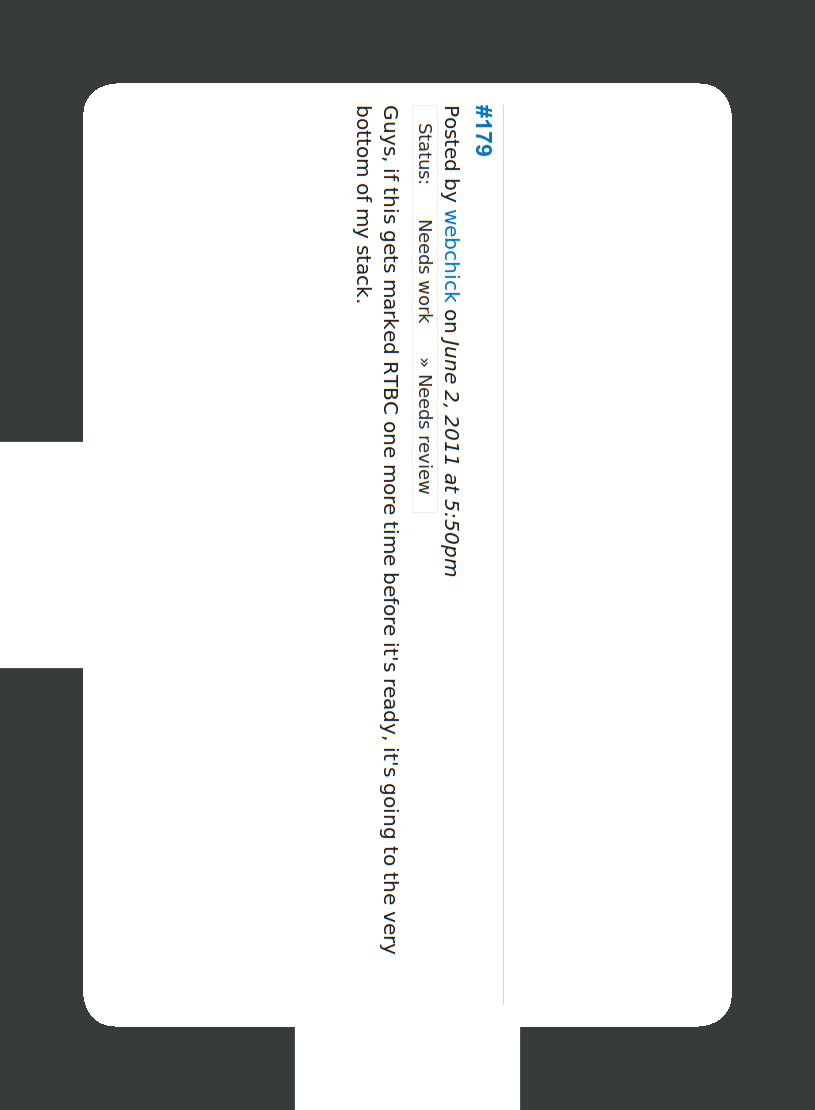 #179
Posted by webchick on June 2, 2011 at 5:50pm
Status: Needs work » Needs review
Guys, if this gets marked RTBC one more time before it's ready, it's going to the very
bottom of my stack.